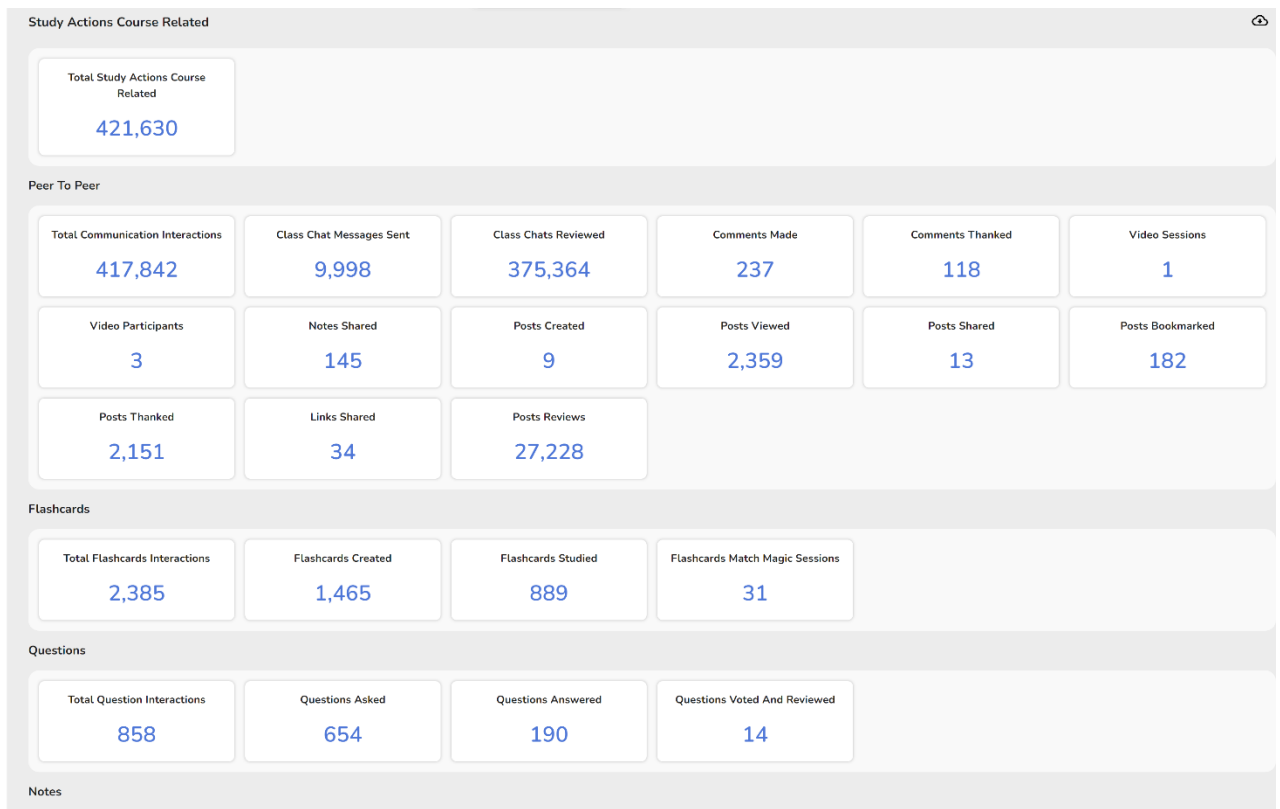 Study Actions Course Related
Total Study Actions Course
Related
421,630
Peer To Peer
Total Communication Interactions
417,842
Class Chat Messages Sent
9,998
Class Chats Reviewed
375,364
Comments Made
237
Comments Thanked
118
Video Sessions
1
Video Participants
3
Notes Shared
145
Posts Created
9
Posts Viewed
2,359
Posts Shared
13
Posts Bookmarked
182
Posts Thanked
2,151
Links Shared
34
Posts Reviews
27,228
Flashcards
Total Flashcards Interactions
2,385
Flashcards Created
1,465
Flashcards Studied
889
Flashcards Match Magic Sessions
31
Questions
Total Question Interactions
858
Questions Asked
654
Questions Answered
190
Questions Voted And Reviewed
14
Notes